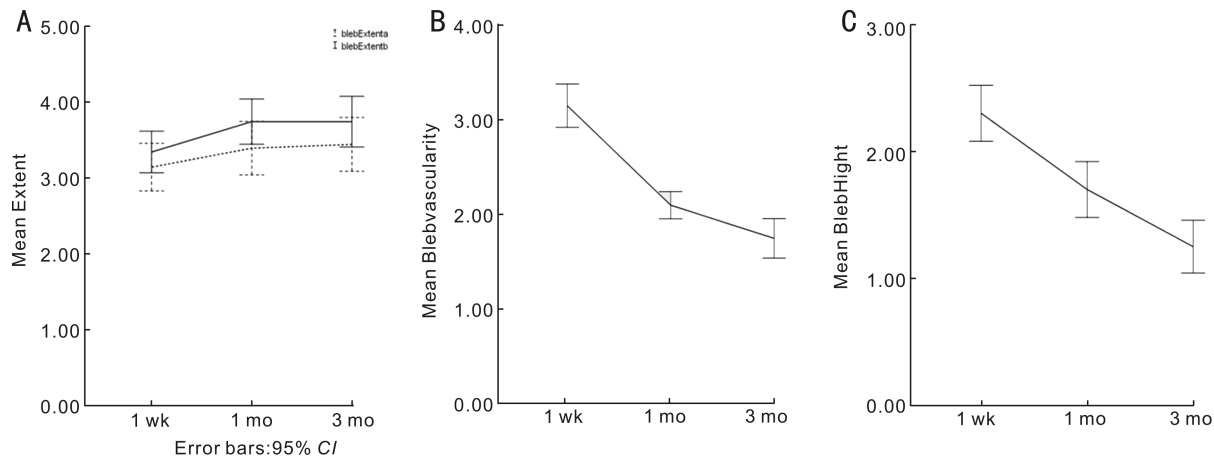 A
Mean Extent
5.00
4.00
3.00
2.00
1.00
0.00
blebExtenta
blebExtentb
1 wk
1 mo
3 mo
Error bars:95% CI
B
Mean Blebvascularity
4.00
3.00
2.00
1.00
0.00
1 wk
1 mo
3 mo
C
Mean BlebHight
3.00
2.00
1.00
0.00
1 wk
1 mo
3 mo